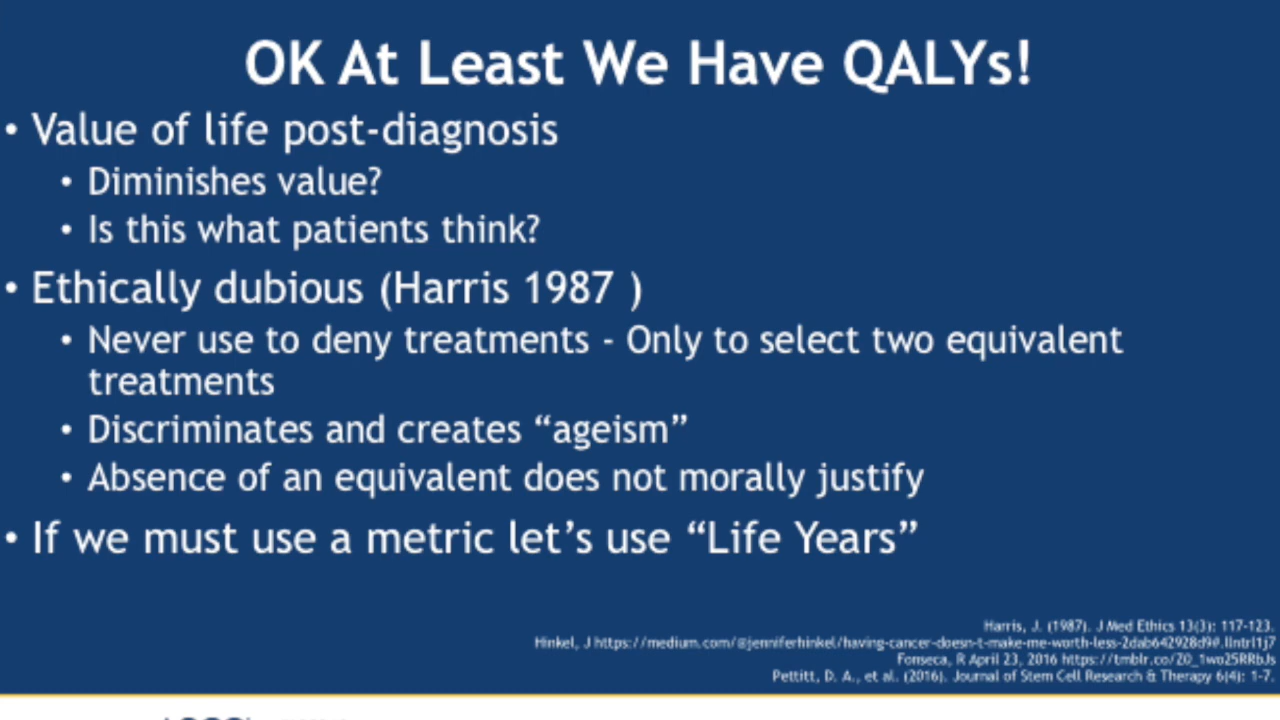 OK At Least We Have QALYs!
• Value of life post-diagnosis
• Diminishes value?
• Is this what patients think?
• Ethically dubious (Harris 1987 )
• Never use to deny treatments - Only to select two equivalent
treatments
• Discriminates and creates “ageism”
• Absence of an equivalent does not morally justify
• If we must use a metric let’s use “Life Years”
Harris, J. (1987). J Med Ethics 13(3): 117-123.
Hinkel, J https://medium.com/@jenniferhinkel/having-cancer-doesn-t-make-me-worth-less-2dab642928d9#.llntrl1j7
Fonseca, R April 23, 2016 https://tmblr.co/Z0_1wo25RRbJs
Pettitt, D. A., et al. (2016). Journal of Stem Cell Research & Therapy 6(4): 1-7.